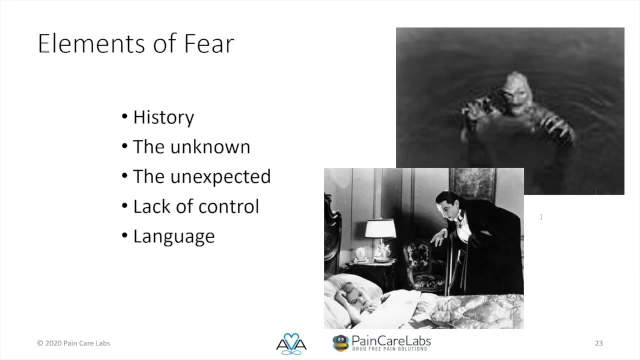 Elements of Fear
• History
• The unknown
• The unexpected
• Lack of control
• Language
© 2020 Pain Care Labs
AVA
PainCareLabs
DRUG FREE PAIN SOLUTIONS
23